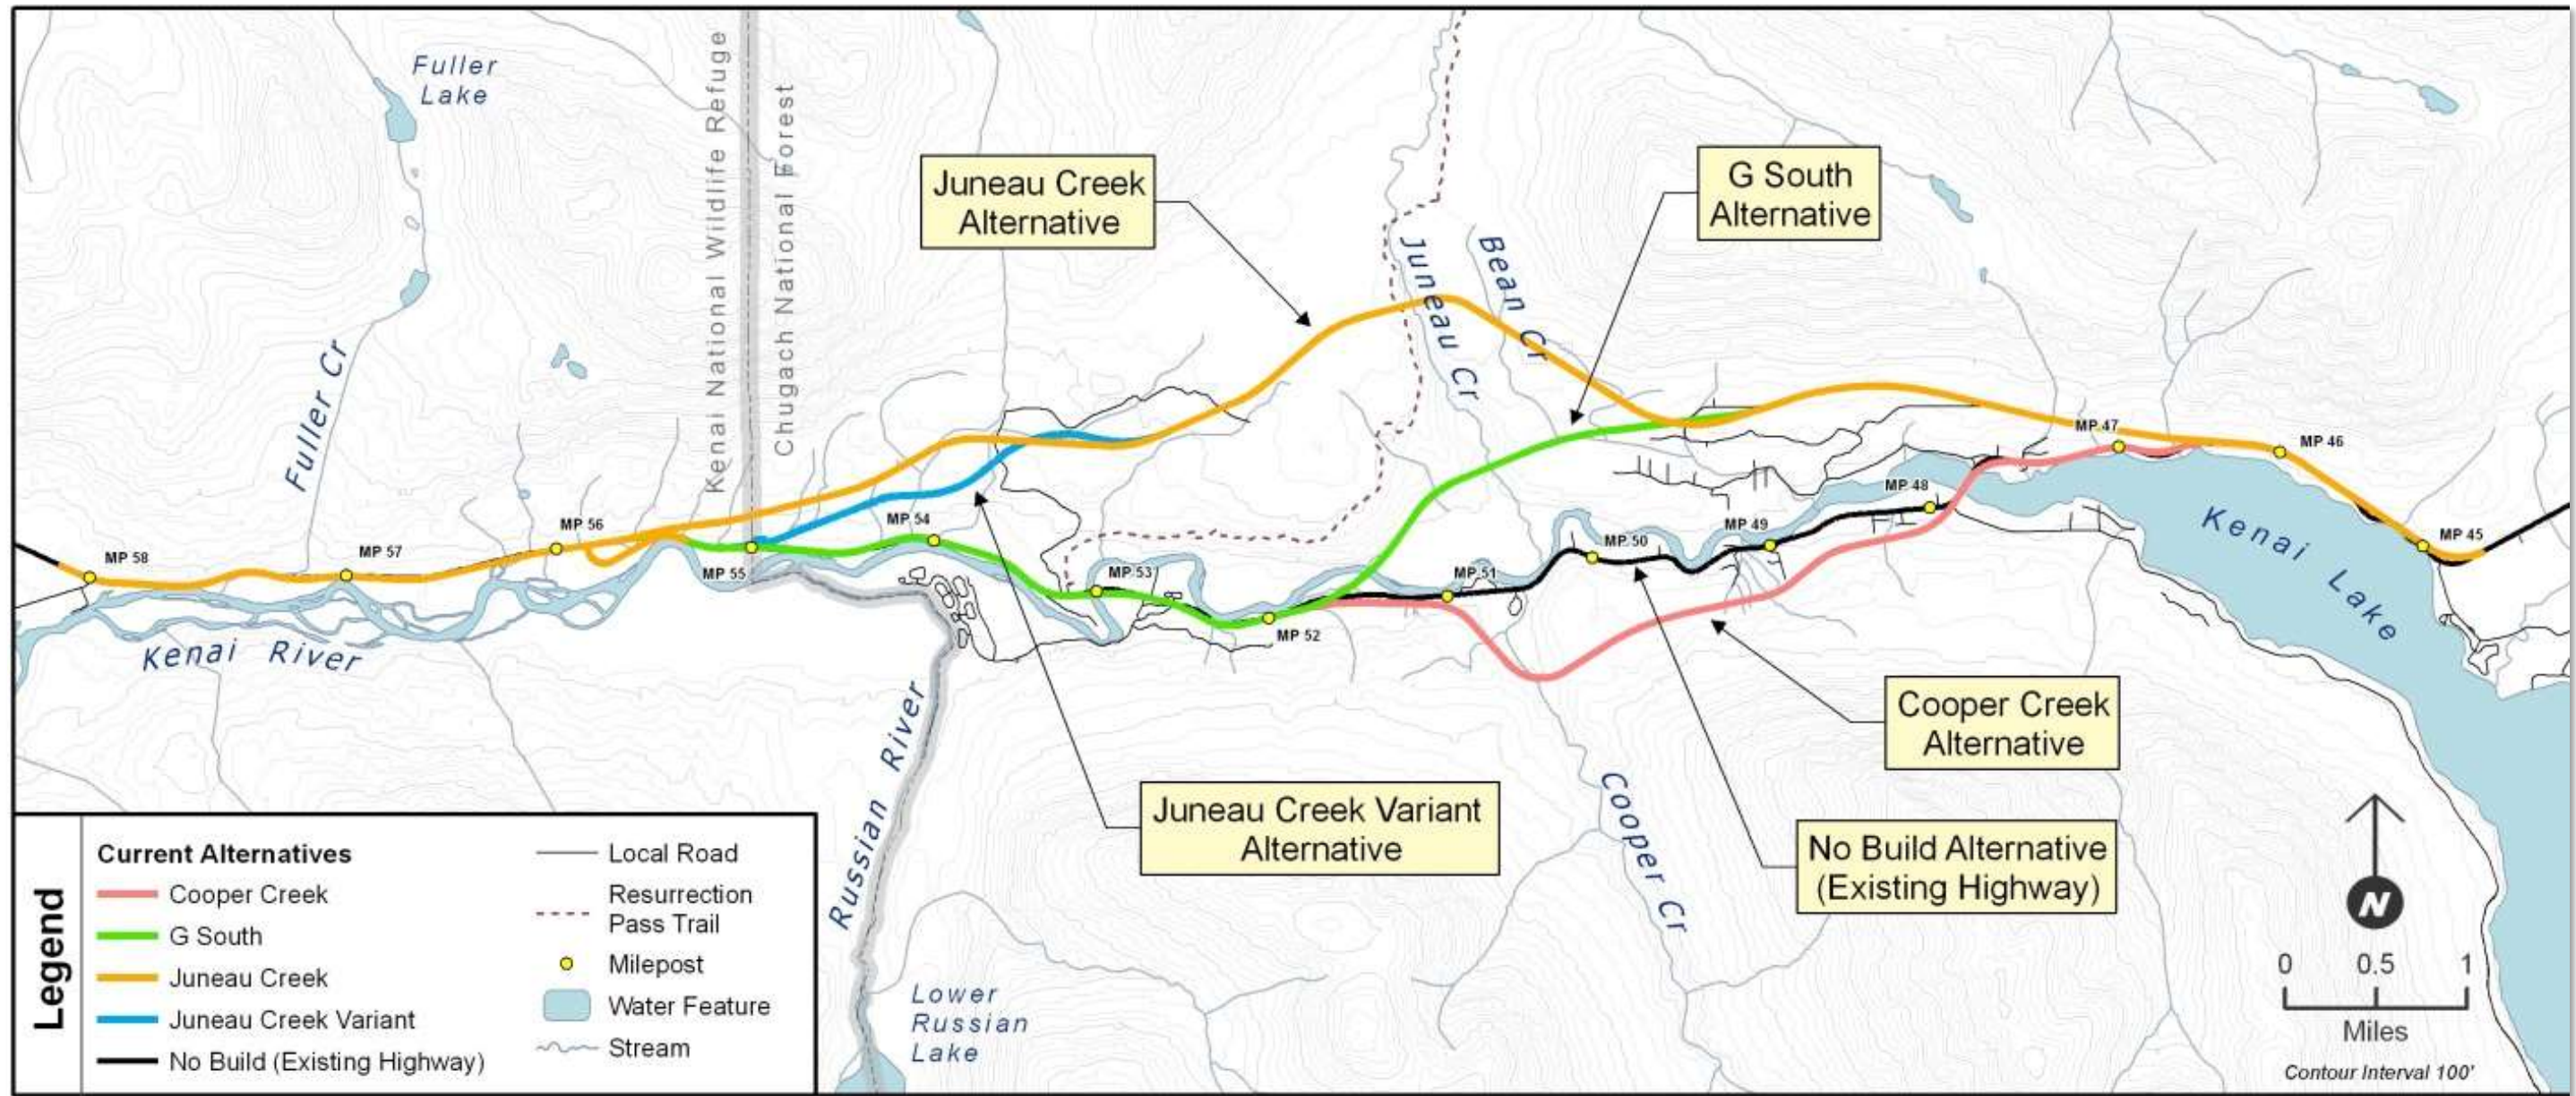 Fuller
Lake
Kenai National Wildlife Refuge
Chugach National Forest
Juneau Creek
Alternative
G South
Alternative
Juneau Cr
Bean Cr
Fuller Cr
MP 58
MP 57
MP 56
MP 55
MP 54
MP 53
MP 52
MP 51
MP 50
MP 49
MP 48
MP 47
MP 46
MP 45
Kenai Lake
Kenai River
Russian River
Cooper Creek
Alternative
Juneau Creek Variant
Alternative
No Build Alternative
(Existing Highway)
Cooper Cr
Lower
Russian
Lake
Legend
Current Alternatives
Cooper Creek
G South
Juneau Creek
Juneau Creek Variant
No Build (Existing Highway)
Local Road
Resurrection
Pass Trail
Milepost
Water Feature
Stream
N
0 0.5 1
Miles
Contour Interval 100'